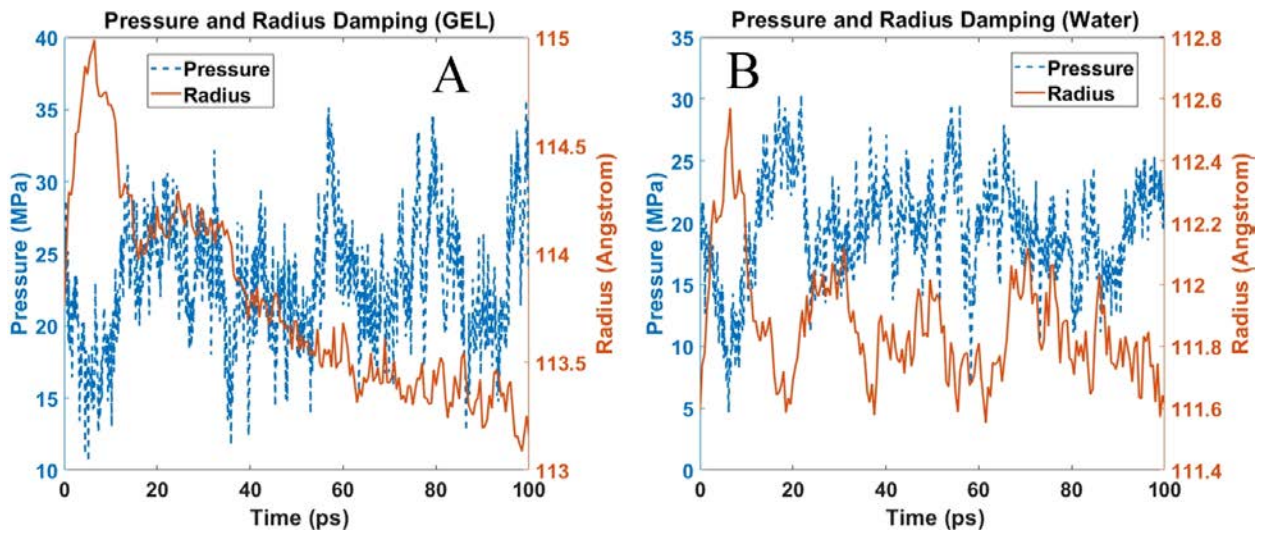 Pressure and Radius Damping (GEL)
A
Pressure
Radius
40
35
30
25
20
15
10
Pressure (MPa)
115
114.5
114
113.5
113
Radius (Angstrom)
0 20 40 60 80 100
Time (ps)
Pressure and Radius Damping (Water)
B
Pressure
Radius
35
30
25
20
15
10
5
0
Pressure (MPa)
112.8
112.6
112.4
112.2
112
111.8
111.6
111.4
Radius (Angstrom)
0 20 40 60 80 100
Time (ps)